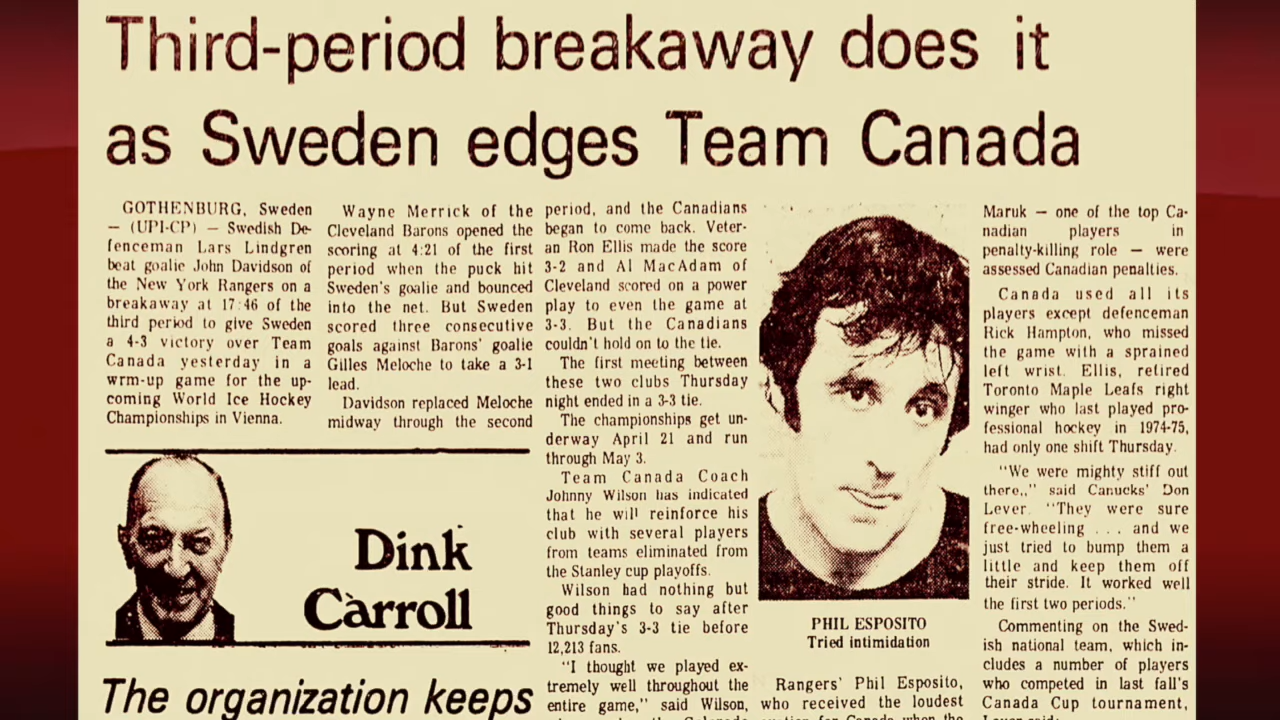 Third-period breakaway does it
as Sweden edges Team Canada
GOTHENBURG, Sweden
— (UPI-CP) — Swedish De-
fenceman Lars Lindgren
beat goalie John Davidson of
the New York Rangers on a
breakaway at 17:46 of the
third period to give Sweden
a 4-3 victory over Team
Canada yesterday in a
wrm-up game for the up-
coming World Ice Hockey
Championships in Vienna.
Wayne Merrick of the
Cleveland Barons opened the
scoring at 4:21 of the first
period when the puck hit
Sweden's goalie and bounced
into the net. But Sweden
scored three consecutive
goals against Barons' goalie
Gilles Meloche to take a 3-1
lead.
Davidson replaced Meloche
midway through the second
period, and the Canadians
began to come back. Veter-
an Ron Ellis made the score
3-2 and Al MacAdam of
Cleveland scored on a power
play to even the game at
3-3. But the Canadians
couldn't hold on to the tie.
The first meeting between
these two clubs Thursday
night ended in a 3-3 tie.
The championships get un-
derway April 21 and run
through May 3.
Team Canada Coach
Johnny Wilson has indicated
that he will reinforce his
club with several players
from teams eliminated from
the Stanley cup playoffs.
Wilson had nothing but
good things to say after
Thursday's 3-3 tie before
12,213 fans.
"I thought we played ex-
tremely well throughout the
entire game," said Wilson,
PHIL ESPOSITO
Tried intimidation
Rangers' Phil Esposito,
who received the loudest
Maruk — one of the top Ca-
nadian players in
penalty-killing role — were
assessed Canadian penalties.
Canada used all its
players except defenceman
Rick Hampton, who missed
the game with a sprained
left wrist. Ellis, retired
Toronto Maple Leafs right
winger who last played pro-
fessional hockey in 1974-75,
had only one shift Thursday.
"We were mighty stiff out
there,," said Canucks' Don
Lever. "They were sure
free-wheeling . . . and we
just tried to bump them a
little and keep them off
their stride. It worked well
the first two periods."
Commenting on the Swed-
ish national team, which in-
cludes a number of players
who competed in last fall's
Canada Cup tournament,
Dink
Carroll
The organization keeps